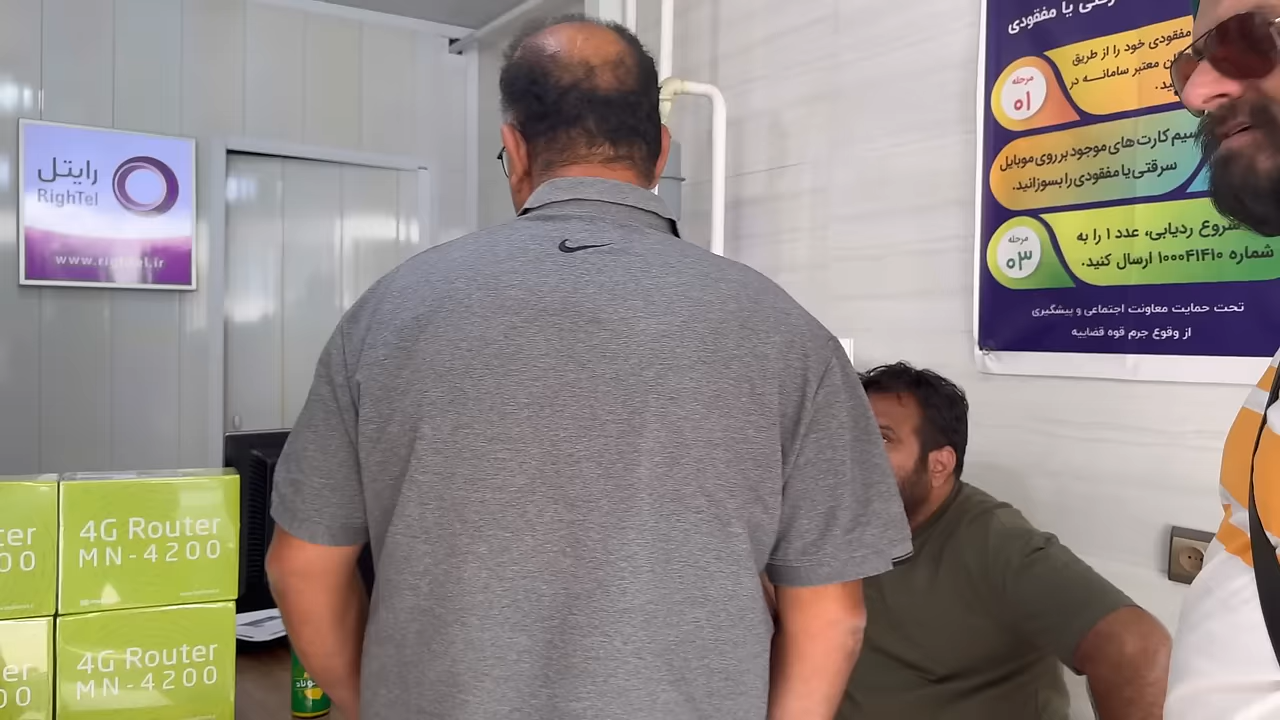 رایتل
RighTel
www.rightel.ir
4G Router
MN-4200
4G Router
MN-4200
یا مفقودی
مفقودی خود را از طریق
معتبر سامانه در
مرحله
۰۱
سیم کارت های موجود بر روی موبایل
سرقتی یا مفقودی را بسوزانید.
شروع ردیابی، عدد ۱ را به
شماره ۱۰۰۰۴۱۴۱۰ ارسال کنید.
مرحله
۰۳
تحت حمایت معاونت اجتماعی و پیشگیری
از وقوع جرم قوه قضاییه